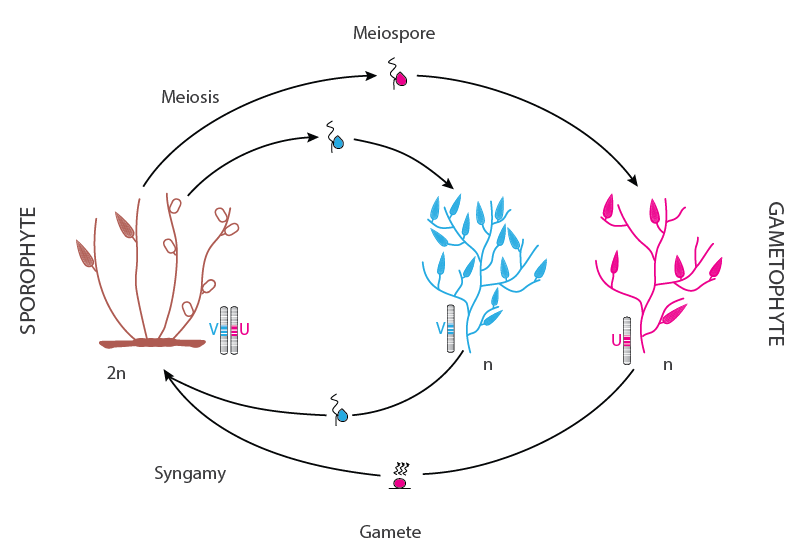 Meiospore
Meiosis
SPOROPHYTE
GAMETOPHYTE
V U
V
U
2n
n
n
Syngamy
Gamete